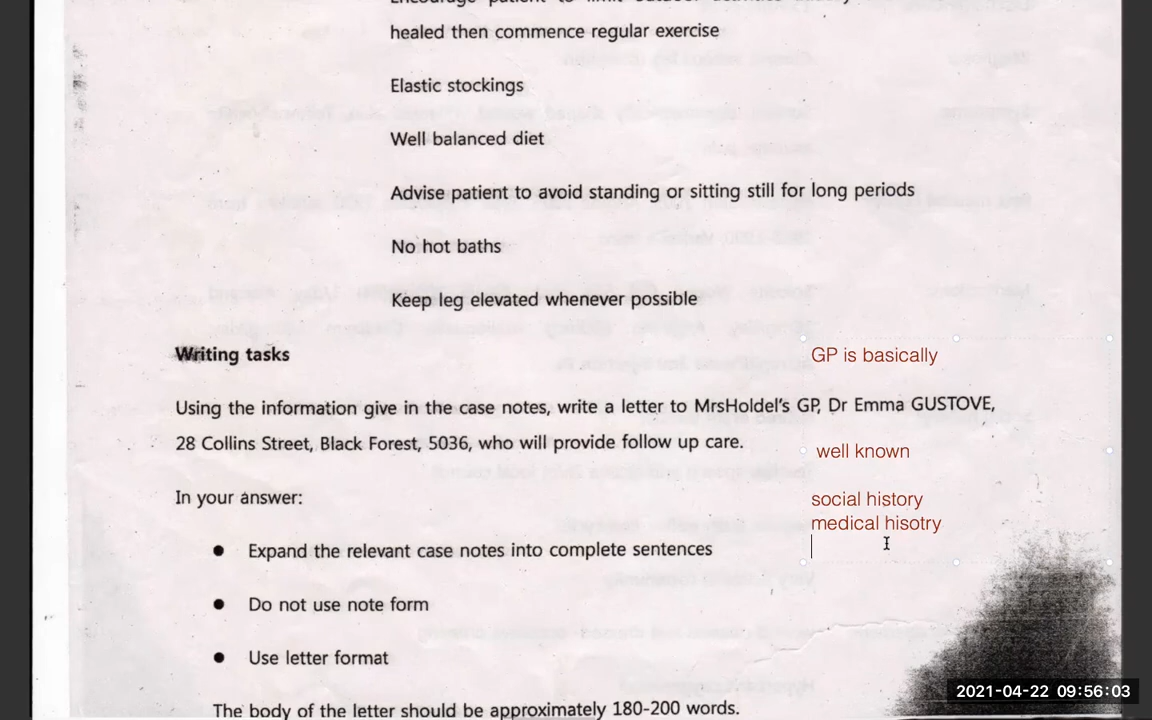 healed then commence regular exercise
Elastic stockings
Well balanced diet
Advise patient to avoid standing or sitting still for long periods
No hot baths
Keep leg elevated whenever possible
Writing tasks
GP is basically
Using the information give in the case notes, write a letter to MrsHoldel's GP, Dr Emma GUSTOVE,
28 Collins Street, Black Forest, 5036, who will provide follow up care.
well known
In your answer:
social history
medical hisotry
● Expand the relevant case notes into complete sentences
● Do not use note form
● Use letter format
The body of the letter should be approximately 180-200 words.
2021-04-22 09:56:03